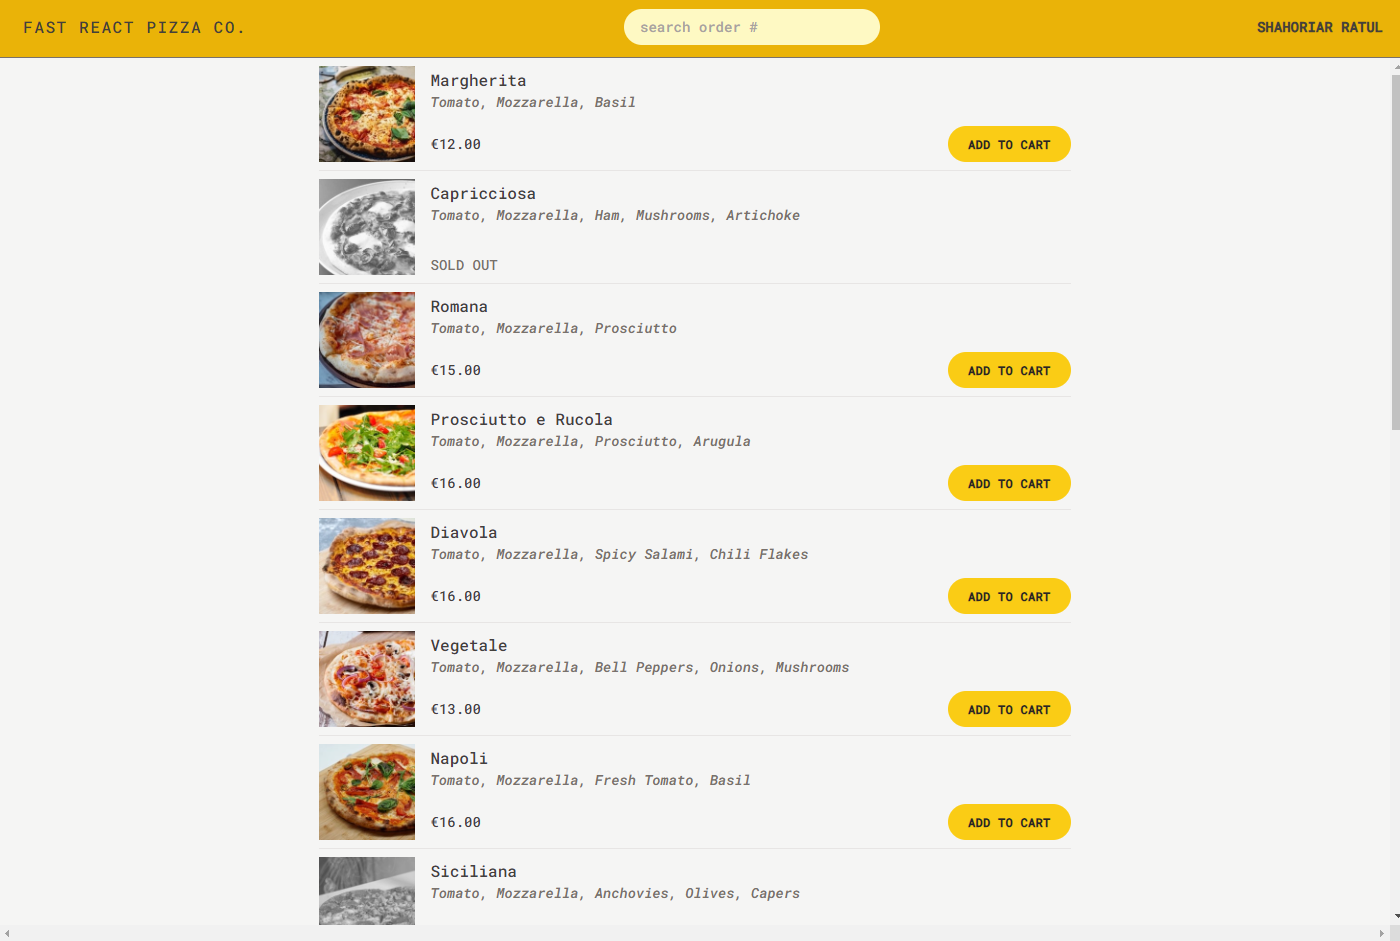 FAST REACT PIZZA CO.
search order #
SHAHORIAR RATUL
Margherita
Tomato, Mozzarella, Basil
€12.00
ADD TO CART
Capricciosa
Tomato, Mozzarella, Ham, Mushrooms, Artichoke
SOLD OUT
Romana
Tomato, Mozzarella, Prosciutto
€15.00
ADD TO CART
Prosciutto e Rucola
Tomato, Mozzarella, Prosciutto, Arugula
€16.00
ADD TO CART
Diavola
Tomato, Mozzarella, Spicy Salami, Chili Flakes
€16.00
ADD TO CART
Vegetale
Tomato, Mozzarella, Bell Peppers, Onions, Mushrooms
€13.00
ADD TO CART
Napoli
Tomato, Mozzarella, Fresh Tomato, Basil
€16.00
ADD TO CART
Siciliana
Tomato, Mozzarella, Anchovies, Olives, Capers